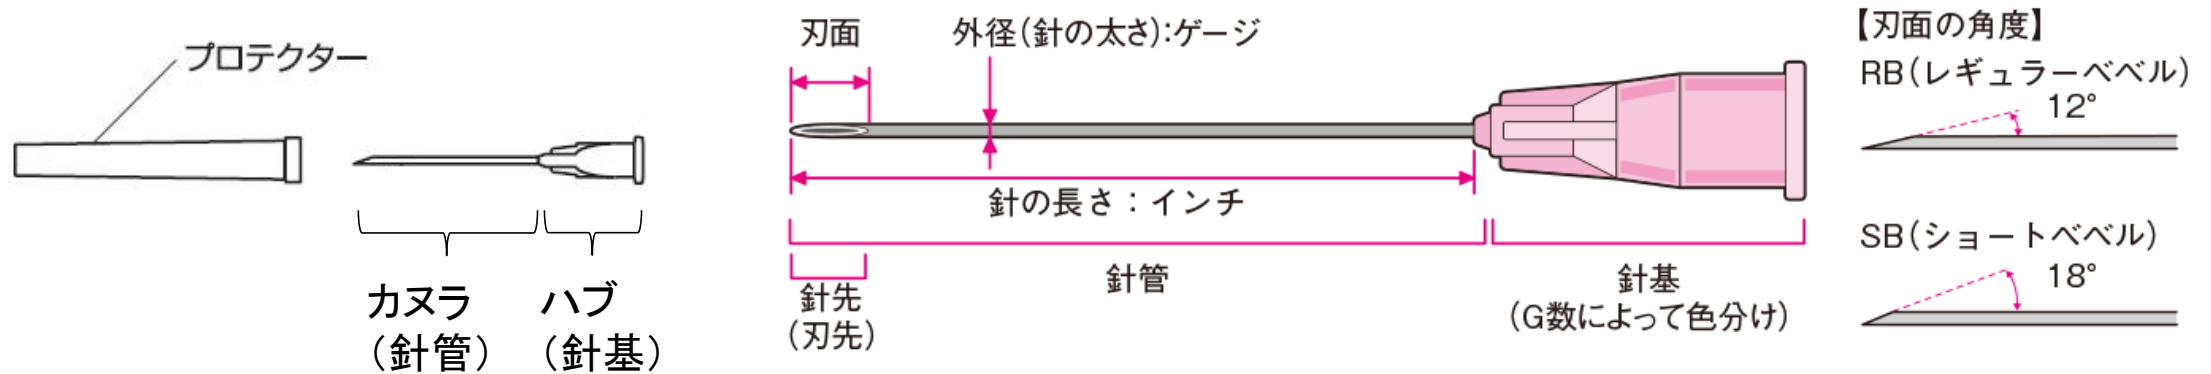 プロテクター
カヌラ
(針管)
ハブ
(針基)
刃面
外径(針の太さ):ゲージ
針の長さ：インチ
針管
針基
(G数によって色分け)
針先
(刃先)
【刃面の角度】
RB(レギュラーベベル)
12°
SB(ショートベベル)
18°